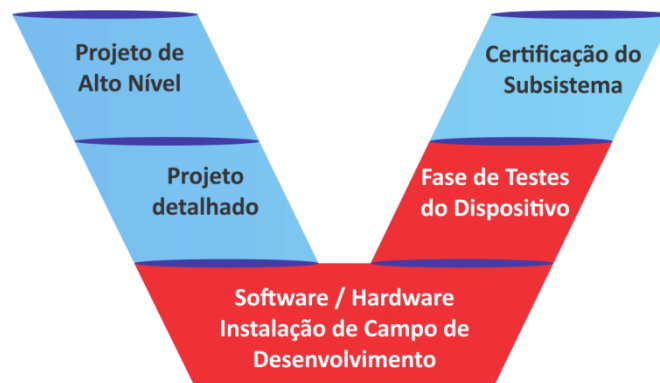 Projeto de
Alto Nível
Projeto
detalhado
Software / Hardware
Instalação de Campo de
Desenvolvimento
Fase de Testes
do Dispositivo
Certificação do
Subsistema